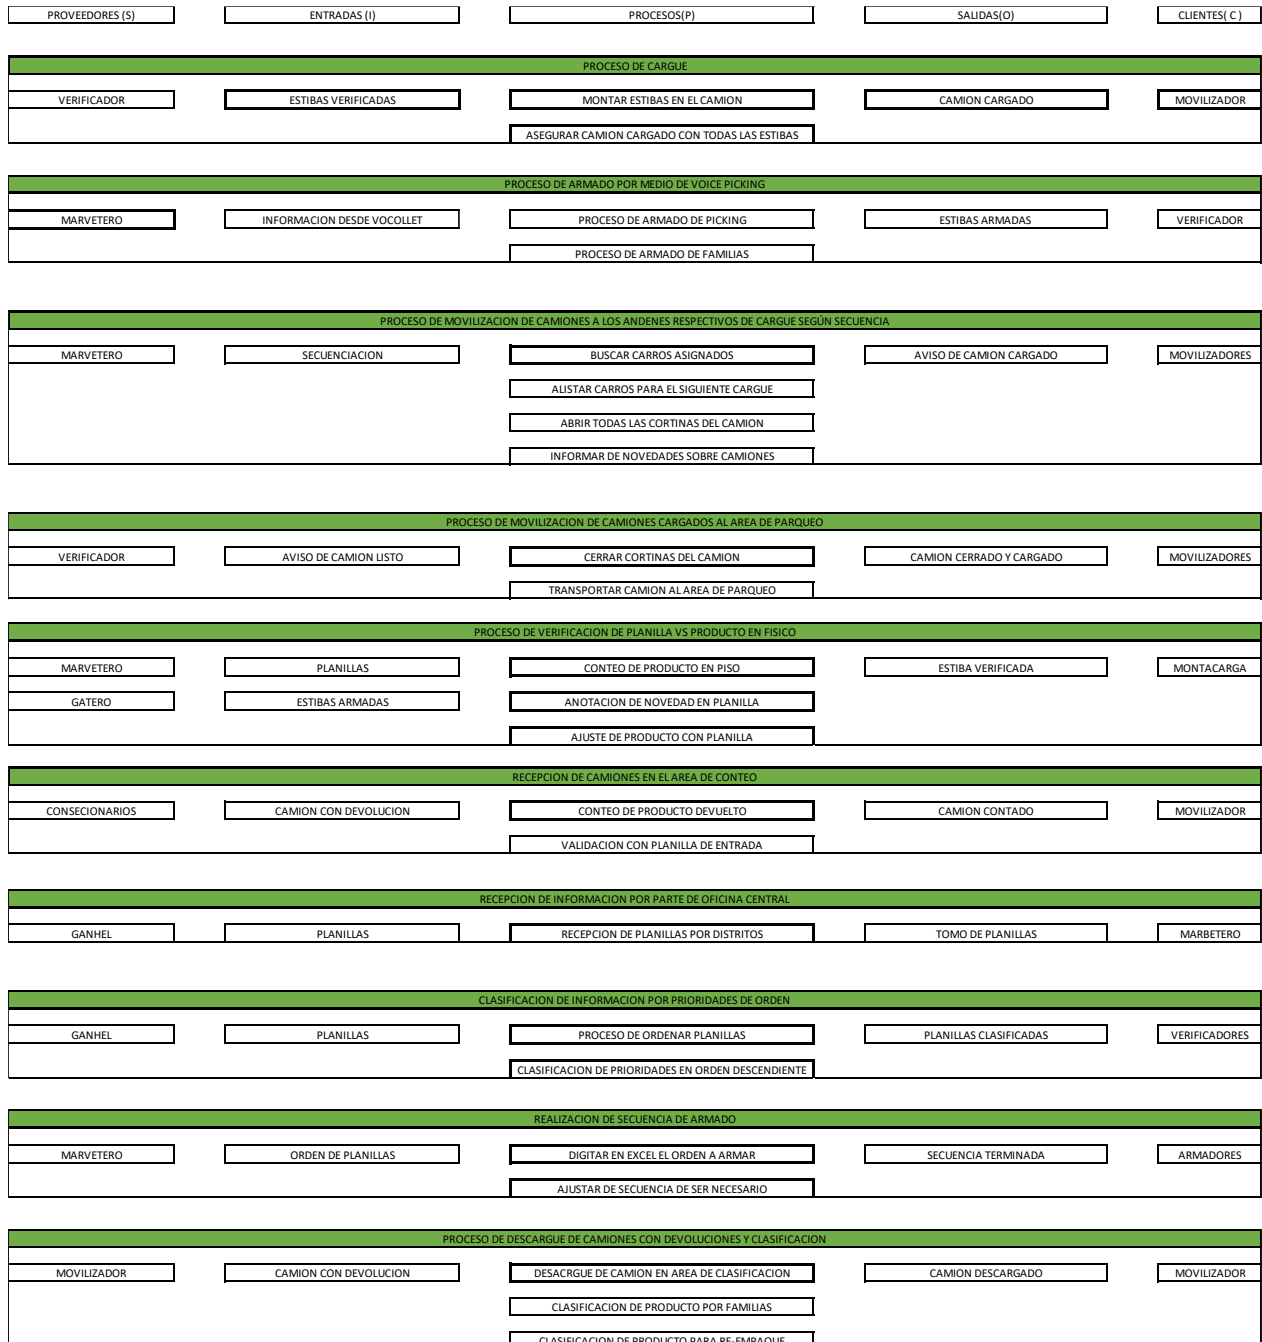 PROVEEDORES (S) ENTRADAS (I) PROCESOS(P) SALIDAS(O) CLIENTES( C )
PROCESO DE CARGUE
VERIFICADOR ESTIBAS VERIFICADAS MONTAR ESTIBAS EN EL CAMION CAMION CARGADO MOVILIZADOR
ASEGURAR CAMION CARGADO CON TODAS LAS ESTIBAS
PROCESO DE ARMADO POR MEDIO DE VOICE PICKING
MARVETERO INFORMACION DESDE VOCOLLET PROCESO DE ARMADO DE PICKING ESTIBAS ARMADAS VERIFICADOR
PROCESO DE ARMADO DE FAMILIAS
PROCESO DE MOVILIZACION DE CAMIONES A LOS ANDENES RESPECTIVOS DE CARGUE SEGÚN SECUENCIA
MARVETERO SECUENCIACION BUSCAR CARROS ASIGNADOS AVISO DE CAMION CARGADO MOVILIZADORES
ALISTAR CARROS PARA EL SIGUIENTE CARGUE
ABRIR TODAS LAS CORTINAS DEL CAMION
INFORMAR DE NOVEDADES SOBRE CAMIONES
PROCESO DE MOVILIZACION DE CAMIONES CARGADOS AL AREA DE PARQUEO
VERIFICADOR AVISO DE CAMION LISTO CERRAR CORTINAS DEL CAMION CAMION CERRADO Y CARGADO MOVILIZADORES
TRANSPORTAR CAMION AL AREA DE PARQUEO
PROCESO DE VERIFICACION DE PLANILLA VS PRODUCTO EN FISICO
MARVETERO PLANILLAS CONTEO DE PRODUCTO EN PISO ESTIBA VERIFICADA MONTACARGA
GATERO ESTIBAS ARMADAS ANOTACION DE NOVEDAD EN PLANILLA
AJUSTE DE PRODUCTO CON PLANILLA
RECEPCION DE CAMIONES EN EL AREA DE CONTEO
CONSECIONARIOS CAMION CON DEVOLUCION CONTEO DE PRODUCTO DEVUELTO CAMION CONTADO MOVILIZADOR
VALIDACION CON PLANILLA DE ENTRADA
RECEPCION DE INFORMACION POR PARTE DE OFICINA CENTRAL
GANHEL PLANILLAS RECEPCION DE PLANILLAS POR DISTRITOS TOMO DE PLANILLAS MARBETERO
CLASIFICACION DE INFORMACION POR PRIORIDADES DE ORDEN
GANHEL PLANILLAS PROCESO DE ORDENAR PLANILLAS PLANILLAS CLASIFICADAS VERIFICADORES
CLASIFICACION DE PRIORIDADES EN ORDEN DESCENDIENTE
REALIZACION DE SECUENCIA DE ARMADO
MARVETERO ORDEN DE PLANILLAS DIGITAR EN EXCEL EL ORDEN A ARMAR SECUENCIA TERMINADA ARMADORES
AJUSTAR DE SECUENCIA DE SER NECESARIO
PROCESO DE DESCARGUE DE CAMIONES CON DEVOLUCIONES Y CLASIFICACION
MOVILIZADOR CAMION CON DEVOLUCION DESACRGUE DE CAMION EN AREA DE CLASIFICACION CAMION DESCARGADO MOVILIZADOR
CLASIFICACION DE PRODUCTO POR FAMILIAS
CLASIFICACION DE PRODUCTO PARA RE-EMPAQUE